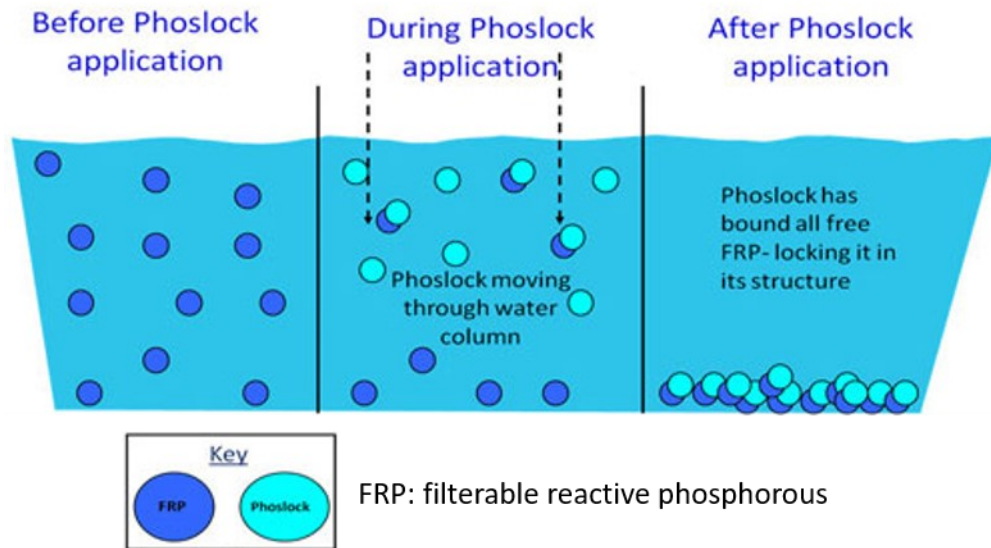 Before Phoslock
application
During Phoslock
application
After Phoslock
application
Phoslock moving
through water
column
Phoslock has
bound all free
FRP- locking it in
its structure
Key
FRP
Phoslock
FRP: filterable reactive phosphorous